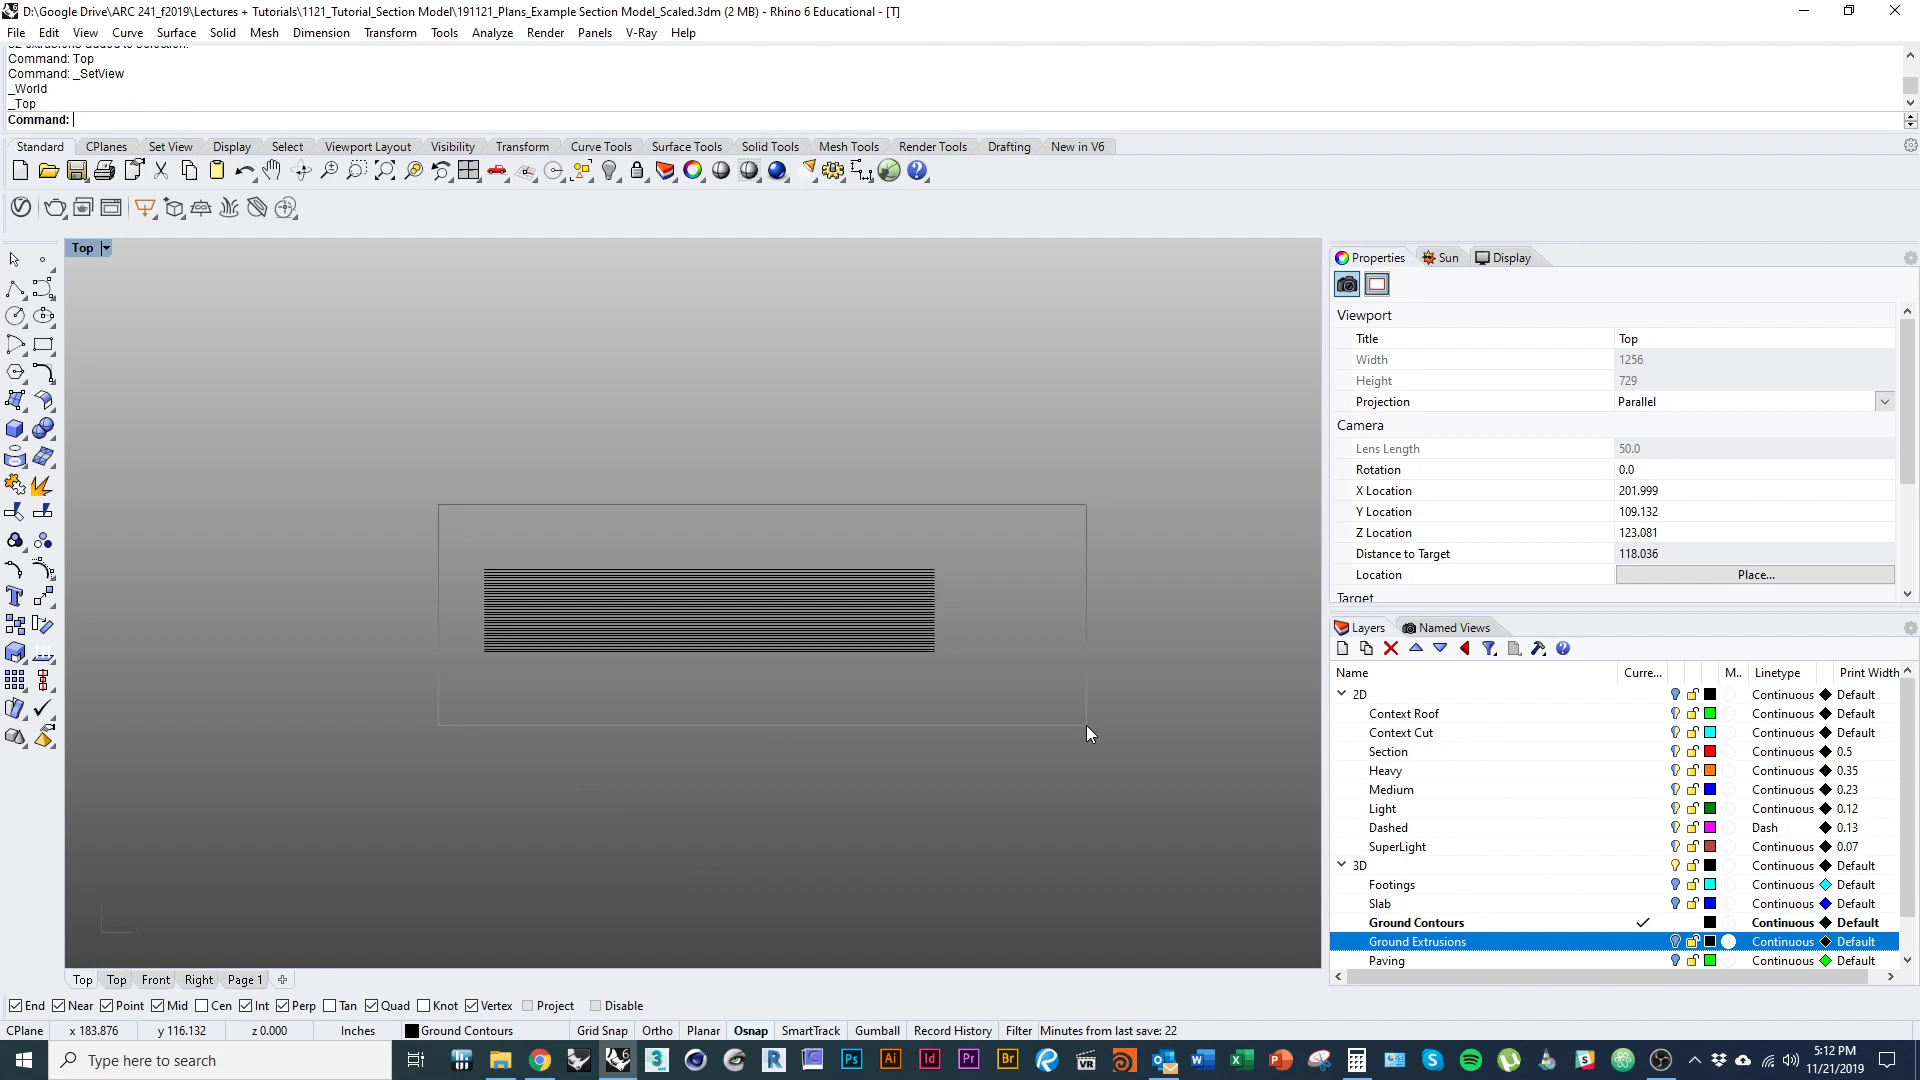 D:\Google Drive\ARC 241_f2019\Lectures + Tutorials\1121_Tutorial_Section Model\191121_Plans_Example Section Model_Scaled.3dm (2 MB) - Rhino 6 Educational - [T]
File Edit View Curve Surface Solid Mesh Dimension Transform Tools Analyze Render Panels V-Ray Help
Command: Top
Command: _SetView
_World
_Top
Command:
Standard CPlanes Set View Display Select Viewport Layout Visibility Transform Curve Tools Surface Tools Solid Tools Mesh Tools Render Tools Drafting New in V6
Top
Properties Sun Display
Viewport
Title Top
Width 1256
Height 729
Projection Parallel
Camera
Lens Length 50.0
Rotation 0.0
X Location 201.999
Y Location 109.132
Z Location 123.081
Distance to Target 118.036
Location Place...
Target
Layers Named Views
Name Curre... M.. Linetype Print Width
2D Continuous Default
Context Roof Continuous Default
Context Cut Continuous Default
Section Continuous 0.5
Heavy Continuous 0.35
Medium Continuous 0.23
Light Continuous 0.12
Dashed Dash 0.13
SuperLight Continuous 0.07
3D Continuous Default
Footings Continuous Default
Slab Continuous Default
Ground Contours Continuous Default
Ground Extrusions Continuous Default
Paving Continuous Default
Top Top Front Right Page 1
End Near Point Mid Cen Int Perp Tan Quad Knot Vertex Project Disable
CPlane x 183.876 y 116.132 z 0.000 Inches Ground Contours Grid Snap Ortho Planar Osnap SmartTrack Gumball Record History Filter Minutes from last save: 22
Type here to search
5:12 PM
11/21/2019